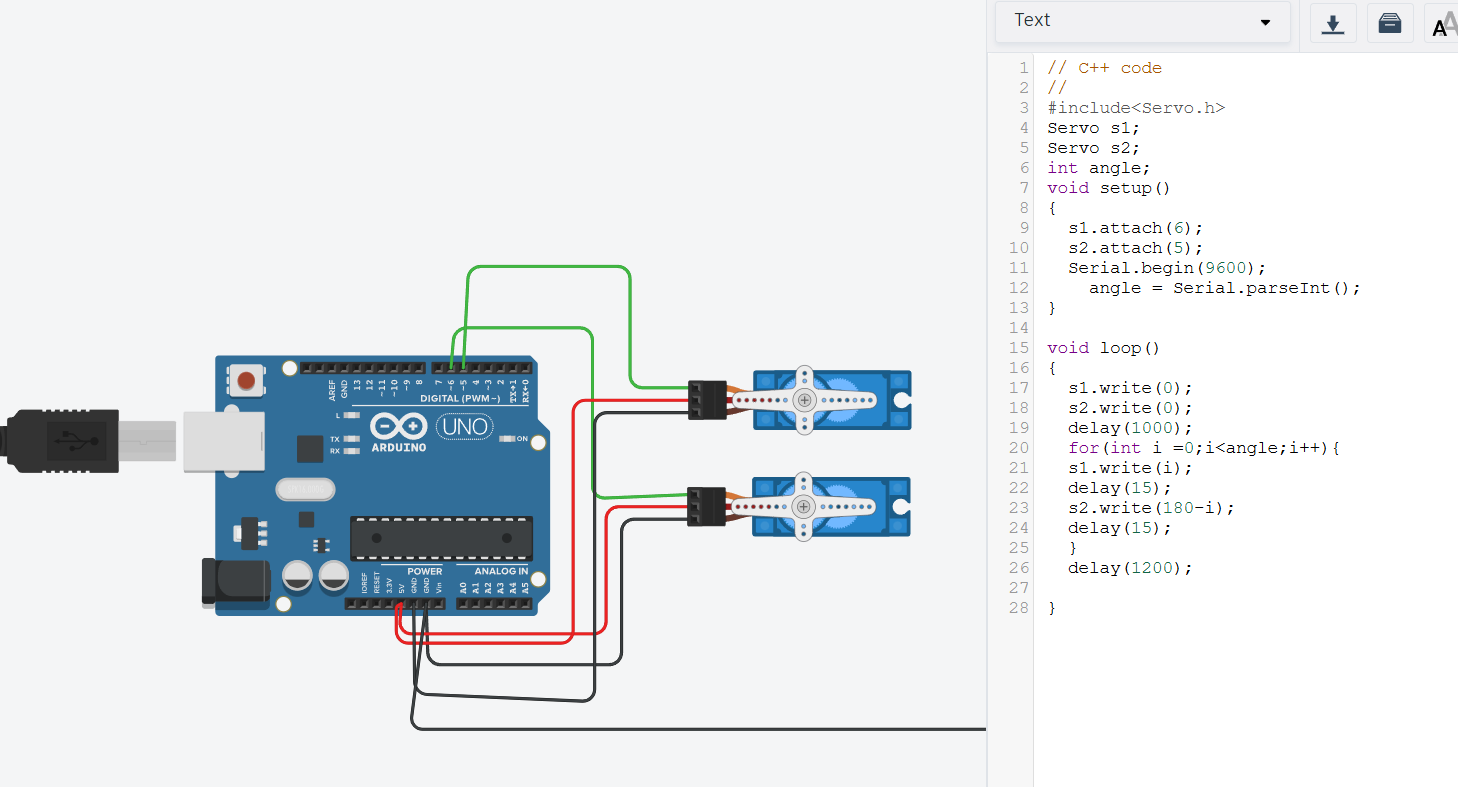 Text
AA
1 // C++ code
2 //
3 #include<Servo.h>
4 Servo s1;
5 Servo s2;
6 int angle;
7 void setup()
8 {
9 s1.attach(6);
10 s2.attach(5);
11 Serial.begin(9600);
12 angle = Serial.parseInt();
13 }
14
15 void loop()
16 {
17 s1.write(0);
18 s2.write(0);
19 delay(1000);
20 for(int i =0;i<angle;i++){
21 s1.write(i);
22 delay(15);
23 s2.write(180-i);
24 delay(15);
25 }
26 delay(1200);
27
28 }
AREF GND 13 12 ~11 ~10 ~9 8 7 ~6 ~5 4 ~3 2 TX→1 RX←0
DIGITAL (PWM~)
L
TX
RX
ARDUINO
UNO
ON
POWER
ANALOG IN
IOREF RESET 3.3V 5V GND GND Vin A0 A1 A2 A3 A4 A5